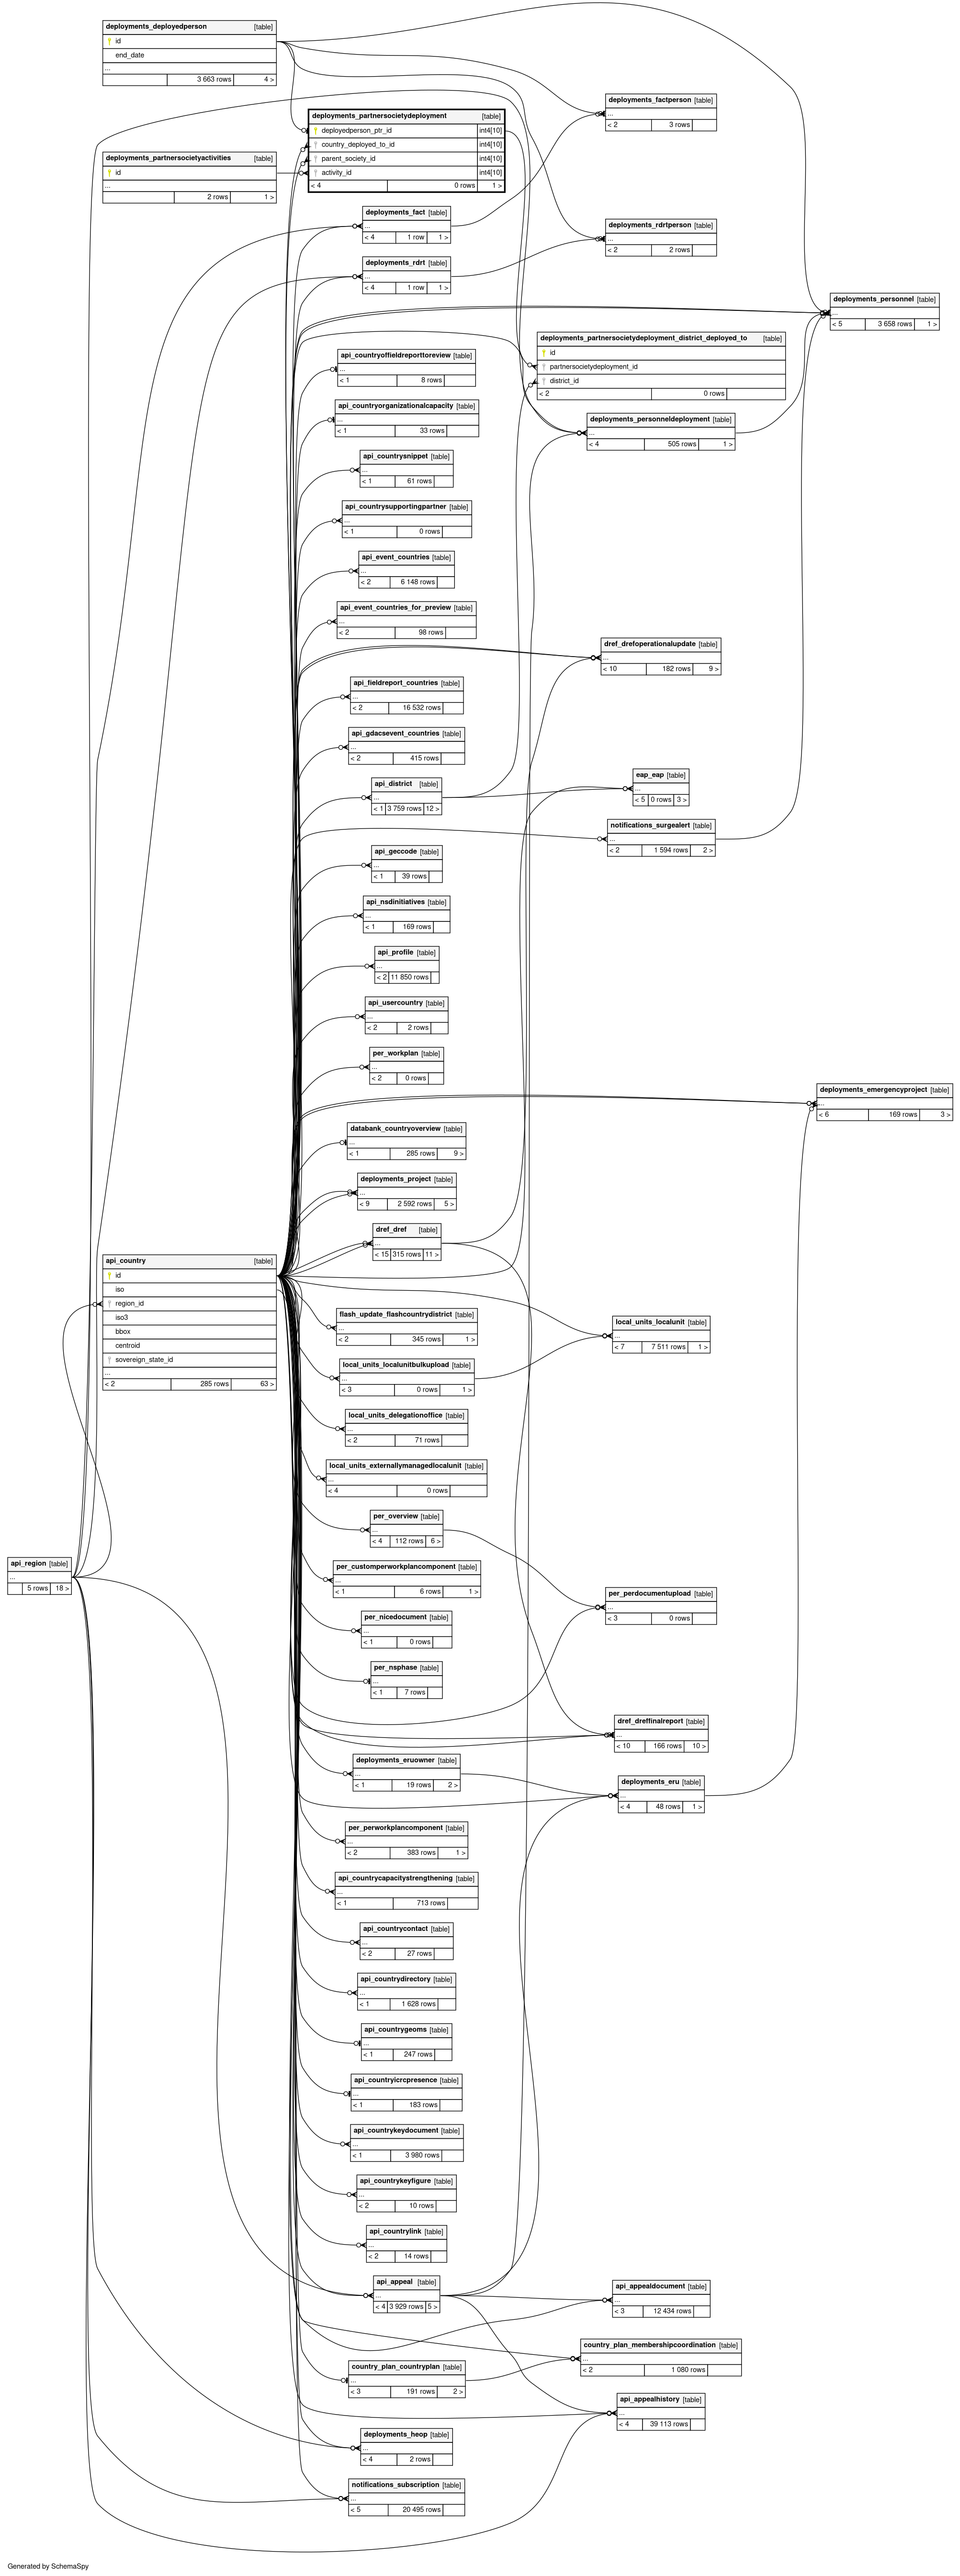 deployments_deployedperson [table]
id
end_date
...
3 663 rows 4 >
deployments_partnersocietydeployment [table]
deployedperson_ptr_id int4[10]
country_deployed_to_id int4[10]
parent_society_id int4[10]
activity_id int4[10]
< 4 0 rows 1 >
deployments_factperson [table]
...
< 2 3 rows
deployments_partnersocietyactivities [table]
id
...
2 rows 1 >
deployments_fact [table]
...
< 4 1 row 1 >
deployments_rdrtperson [table]
...
< 2 2 rows
deployments_rdrt [table]
...
< 4 1 row 1 >
deployments_personnel [table]
...
< 5 3 658 rows 1 >
deployments_partnersocietydeployment_district_deployed_to [table]
id
partnersocietydeployment_id
district_id
< 2 0 rows
api_countryoffieldreporttoreview [table]
...
< 1 8 rows
api_countryorganizationalcapacity [table]
...
< 1 33 rows
deployments_personneldeployment [table]
...
< 4 505 rows 1 >
api_countrysnippet [table]
...
< 1 61 rows
api_countrysupportingpartner [table]
...
< 1 0 rows
api_event_countries [table]
...
< 2 6 148 rows
api_event_countries_for_preview [table]
...
< 2 98 rows
dref_drefoperationalupdate [table]
...
< 10 182 rows 9 >
api_fieldreport_countries [table]
...
< 2 16 532 rows
api_gdacsevent_countries [table]
...
< 2 415 rows
api_district [table]
...
< 1 3 759 rows 12 >
eap_eap [table]
...
< 5 0 rows 3 >
notifications_surgealert [table]
...
< 2 1 594 rows 2 >
api_geccode [table]
...
< 1 39 rows
api_nsdinitiatives [table]
...
< 1 169 rows
api_profile [table]
...
< 2 11 850 rows
api_usercountry [table]
...
< 2 2 rows
per_workplan [table]
...
< 2 0 rows
deployments_emergencyproject [table]
...
< 6 169 rows 3 >
databank_countryoverview [table]
...
< 1 285 rows 9 >
deployments_project [table]
...
< 9 2 592 rows 5 >
dref_dref [table]
...
< 15 315 rows 11 >
api_country [table]
id
iso
region_id
iso3
bbox
centroid
sovereign_state_id
...
< 2 285 rows 63 >
flash_update_flashcountrydistrict [table]
...
< 2 345 rows 1 >
local_units_localunit [table]
...
< 7 7 511 rows 1 >
local_units_localunitbulkupload [table]
...
< 3 0 rows 1 >
local_units_delegationoffice [table]
...
< 2 71 rows
local_units_externallymanagedlocalunit [table]
...
< 4 0 rows
per_overview [table]
...
< 4 112 rows 6 >
api_region [table]
...
5 rows 18 >
per_customperworkplancomponent [table]
...
< 1 6 rows 1 >
per_perdocumentupload [table]
...
< 3 0 rows
per_nicedocument [table]
...
< 1 0 rows
per_nsphase [table]
...
< 1 7 rows
dref_dreffinalreport [table]
...
< 10 166 rows 10 >
deployments_eruowner [table]
...
< 1 19 rows 2 >
deployments_eru [table]
...
< 4 48 rows 1 >
per_perworkplancomponent [table]
...
< 2 383 rows 1 >
api_countrycapacitystrengthening [table]
...
< 1 713 rows
api_countrycontact [table]
...
< 2 27 rows
api_countrydirectory [table]
...
< 1 1 628 rows
api_countrygeoms [table]
...
< 1 247 rows
api_countryicrcpresence [table]
...
< 1 183 rows
api_countrykeydocument [table]
...
< 1 3 980 rows
api_countrykeyfigure [table]
...
< 2 10 rows
api_countrylink [table]
...
< 2 14 rows
api_appeal [table]
...
< 4 3 929 rows 5 >
api_appealdocument [table]
...
< 3 12 434 rows
country_plan_membershipcoordination [table]
...
< 2 1 080 rows
country_plan_countryplan [table]
...
< 3 191 rows 2 >
api_appealhistory [table]
...
< 4 39 113 rows
deployments_heop [table]
...
< 4 2 rows
notifications_subscription [table]
...
< 5 20 495 rows
Generated by SchemaSpy